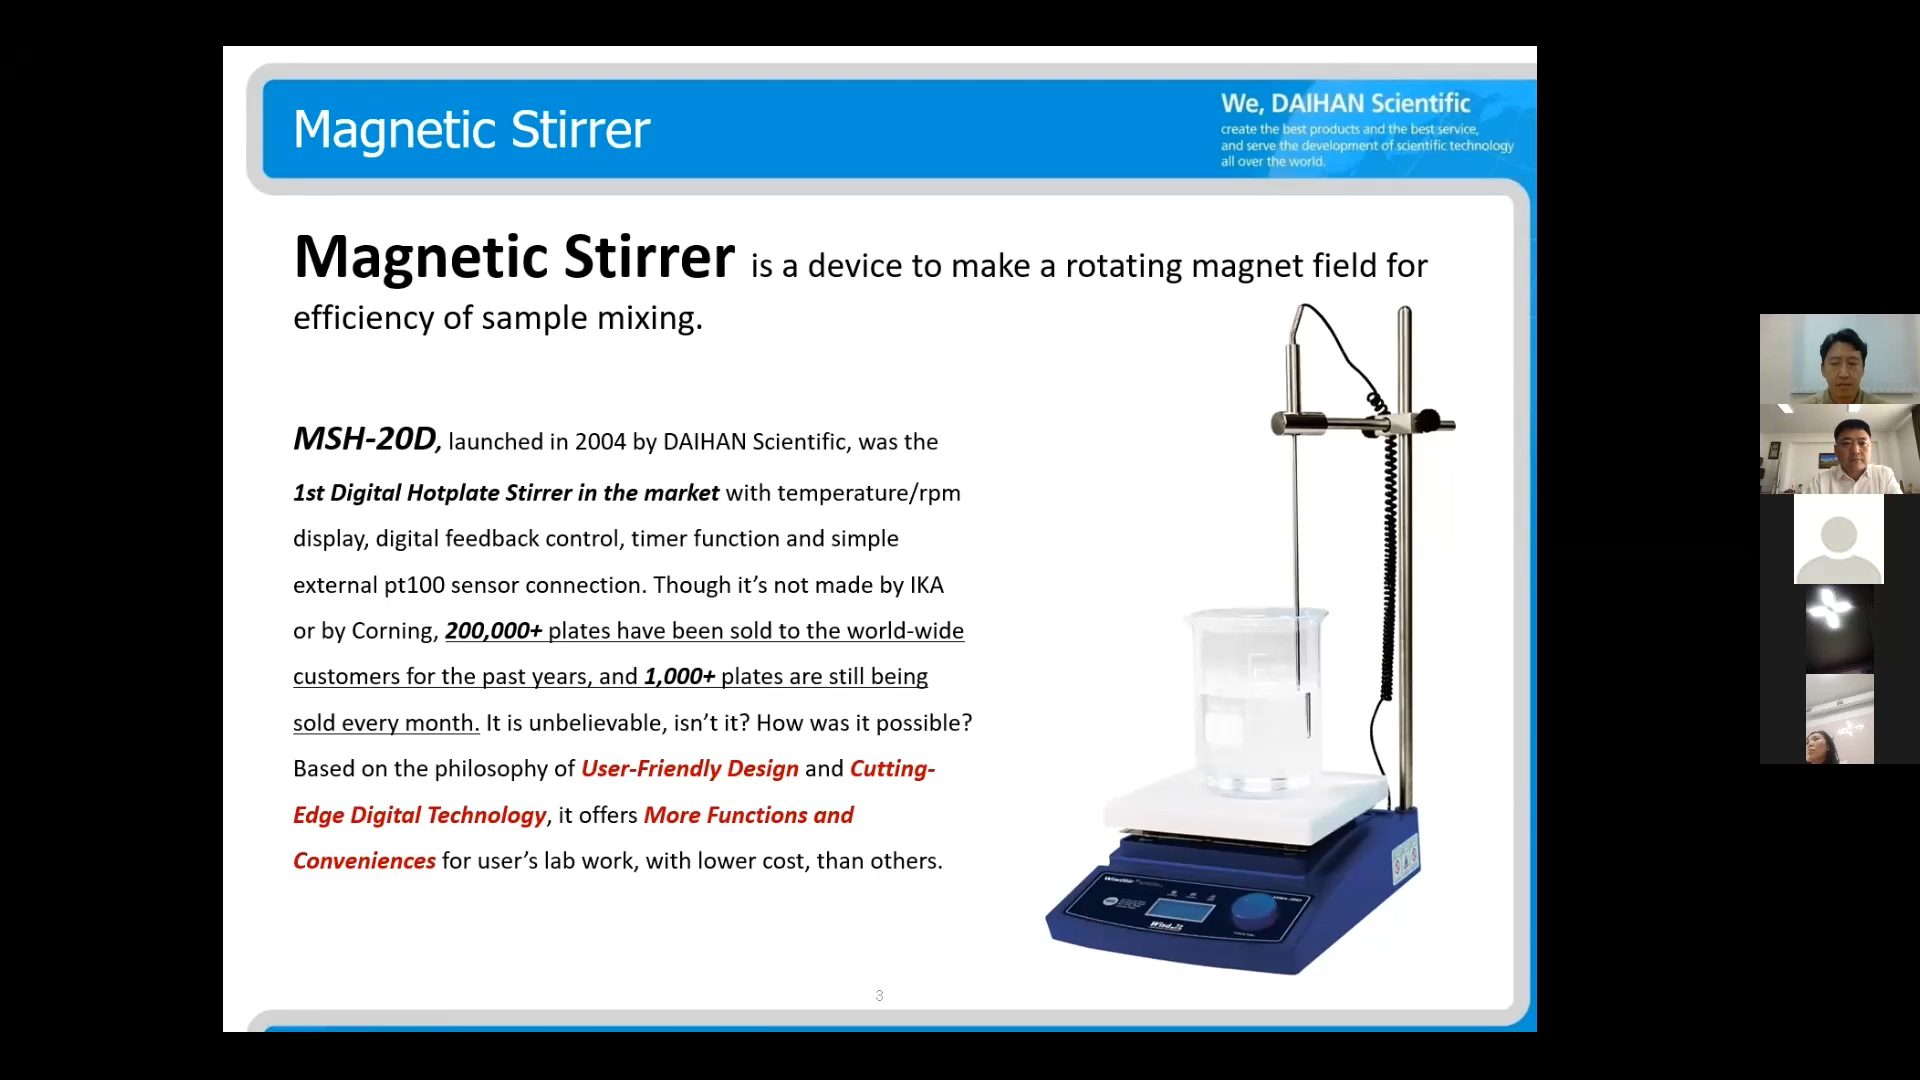 Magnetic Stirrer
We, DAIHAN Scientific
create the best products and the best service,
and serve the development of scientific technology
all over the world.
Magnetic Stirrer is a device to make a rotating magnet field for
efficiency of sample mixing.
MSH-20D, launched in 2004 by DAIHAN Scientific, was the
1st Digital Hotplate Stirrer in the market with temperature/rpm
display, digital feedback control, timer function and simple
external pt100 sensor connection. Though it’s not made by IKA
or by Corning, 200,000+ plates have been sold to the world-wide
customers for the past years, and 1,000+ plates are still being
sold every month. It is unbelievable, isn’t it? How was it possible?
Based on the philosophy of User-Friendly Design and Cutting-
Edge Digital Technology, it offers More Functions and
Conveniences for user’s lab work, with lower cost, than others.
3